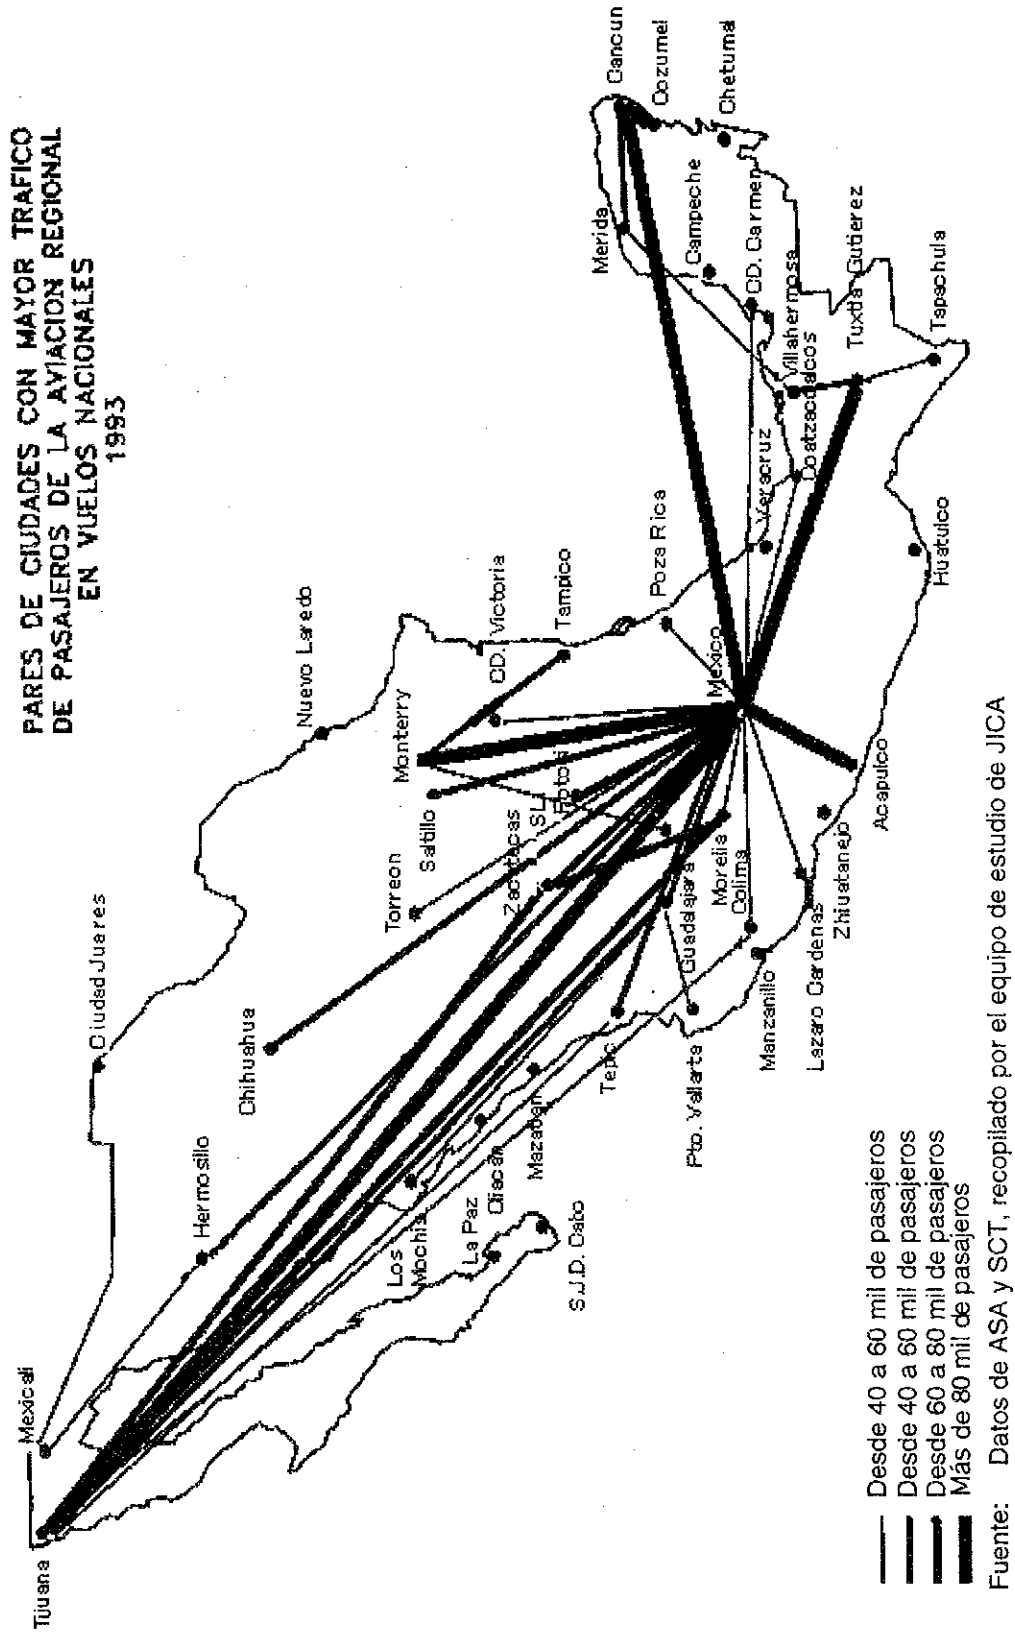 PARES DE CIUDADES CON MAYOR TRAFICO
DE PASAJEROS DE LA AVIACION REGIONAL
EN VUELOS NACIONALES
1993
Tijuana
Mexicali
Ciudad Juares
Hermosillo
Chihuahua
Nuevo Laredo
Torreon
Saltillo
Monterry
CD. Victoria
Tampico
Los
Mochis
La Paz
Cliacan
S.J.D. Cabo
Mazatlan
Zacatecas
SL
Potosi
Tepic
Pto. Vallarta
Guadalajara
Morelia
Colima
Manzanillo
Lazaro Cardenas
Zhiuatanejo
Acapulco
Mexico
Poza Rica
Veracruz
Coatzacoalcos
Villahermosa
CD. Carmen
Campeche
Merida
Cancun
Cozumel
Chetumal
Tuxtla Gutierez
Tapachula
Huatulco
Desde 40 a 60 mil de pasajeros
Desde 40 a 60 mil de pasajeros
Desde 60 a 80 mil de pasajeros
Más de 80 mil de pasajeros
Fuente: Datos de ASA y SCT, recopilado por el equipo de estudio de JICA